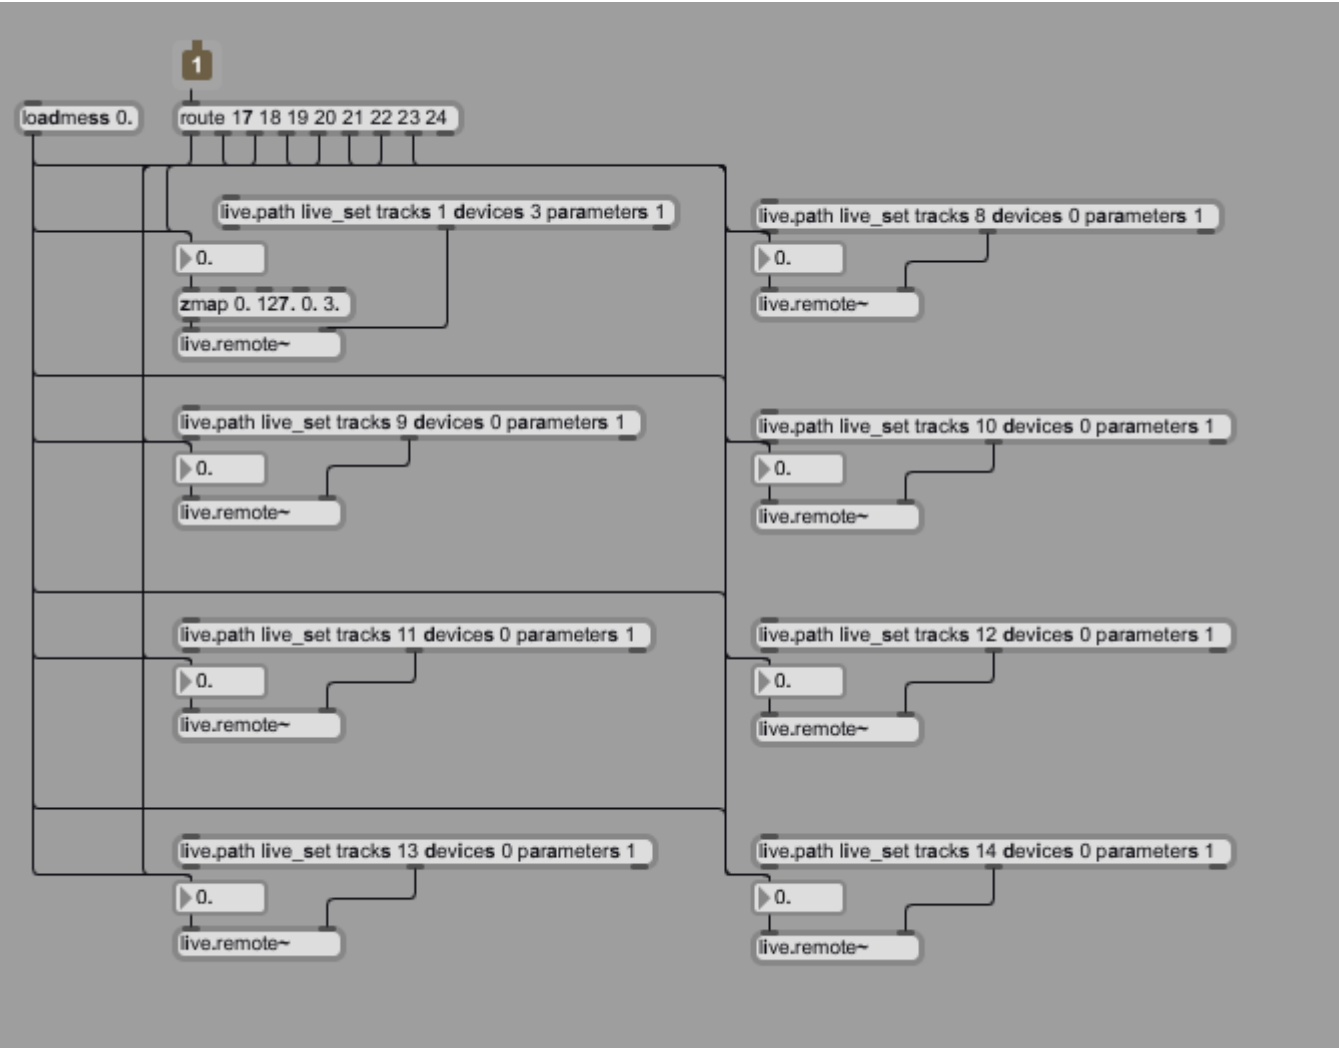 1
loadmess 0.
route 17 18 19 20 21 22 23 24
live.path live_set tracks 1 devices 3 parameters 1
live.path live_set tracks 8 devices 0 parameters 1
0.
0.
zmap 0. 127. 0. 3.
live.remote~
live.remote~
live.path live_set tracks 9 devices 0 parameters 1
live.path live_set tracks 10 devices 0 parameters 1
0.
0.
live.remote~
live.remote~
live.path live_set tracks 11 devices 0 parameters 1
live.path live_set tracks 12 devices 0 parameters 1
0.
0.
live.remote~
live.remote~
live.path live_set tracks 13 devices 0 parameters 1
live.path live_set tracks 14 devices 0 parameters 1
0.
0.
live.remote~
live.remote~